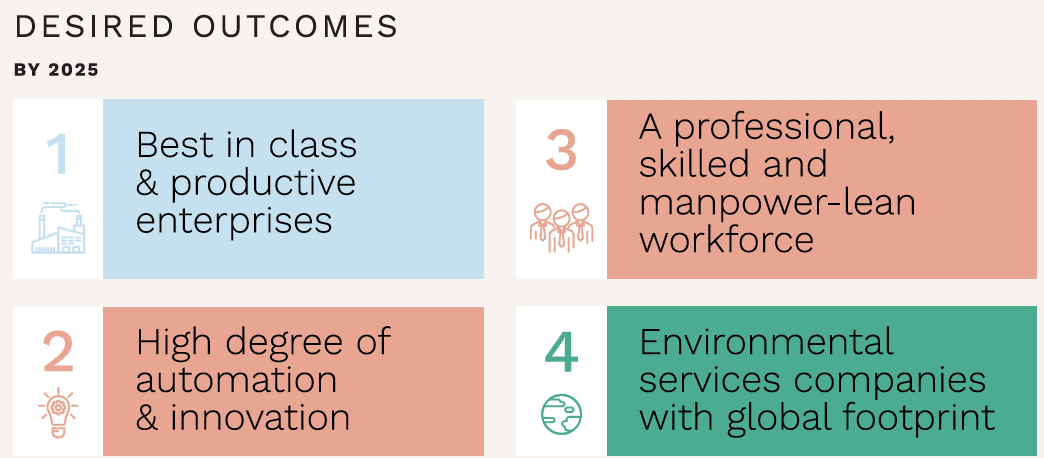 DESIRED OUTCOMES
BY 2025
1
Best in class
& productive
enterprises
2
High degree of
automation
& innovation
3
A professional,
skilled and
manpower-lean
workforce
4
Environmental
services companies
with global footprint